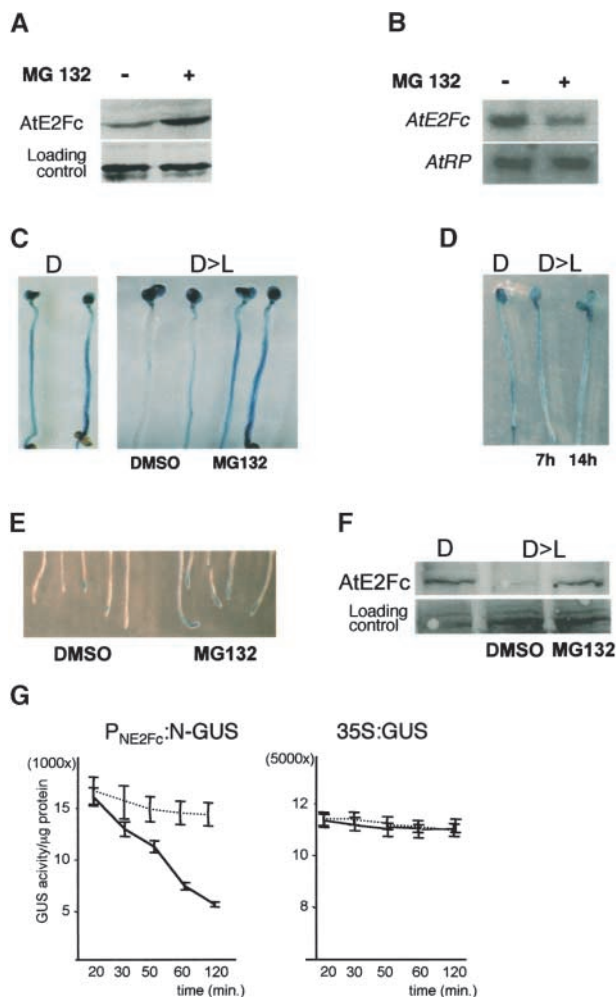 A
MG 132 - +
AtE2Fc
Loading
control
B
MG 132 - +
AtE2Fc
AtRP
C
D D>L
DMSO MG132
D
D D>L
7h 14h
E
DMSO MG132
F
D D>L
AtE2Fc
Loading
control
DMSO MG132
G
PNE2Fc:N-GUS
(1000x)
GUS acivity/µg protein
15
10
5
20 30 50 60 120
time (min.)
35S:GUS
(5000x)
11
8
6
20 30 50 60 120
time (min.)